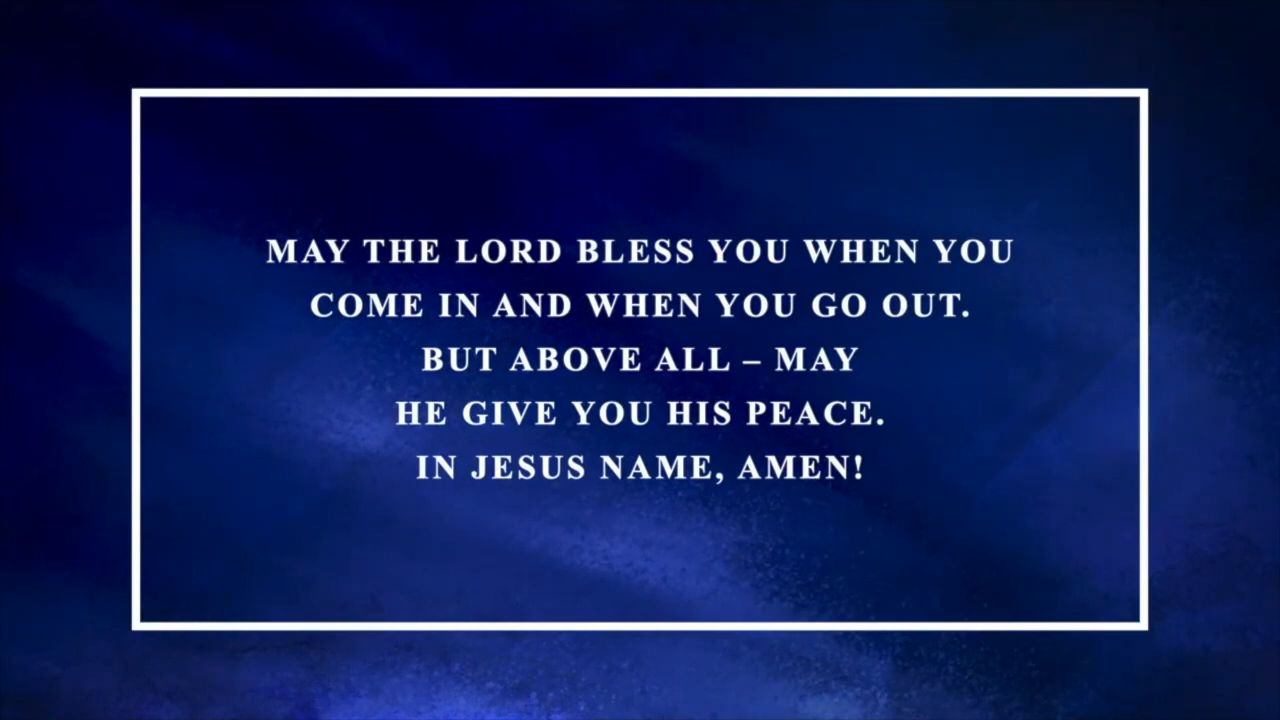 MAY THE LORD BLESS YOU WHEN YOU
COME IN AND WHEN YOU GO OUT.
BUT ABOVE ALL – MAY
HE GIVE YOU HIS PEACE.
IN JESUS NAME, AMEN!